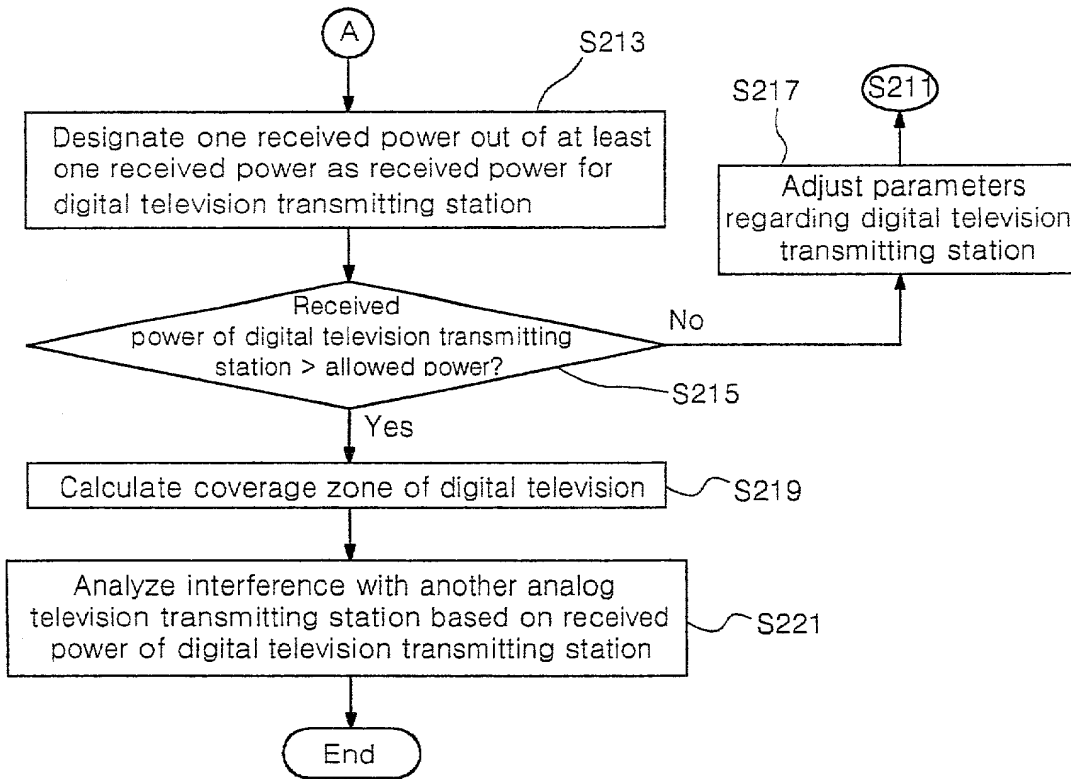 A
S213
Designate one received power out of at least
one received power as received power for
digital television transmitting station
S217
S211
Adjust parameters
regarding digital television
transmitting station
Received
power of digital television transmitting
station > allowed power?
No
S215
Yes
Calculate coverage zone of digital television
S219
Analyze interference with another analog
television transmitting station based on received
power of digital television transmitting station
S221
End